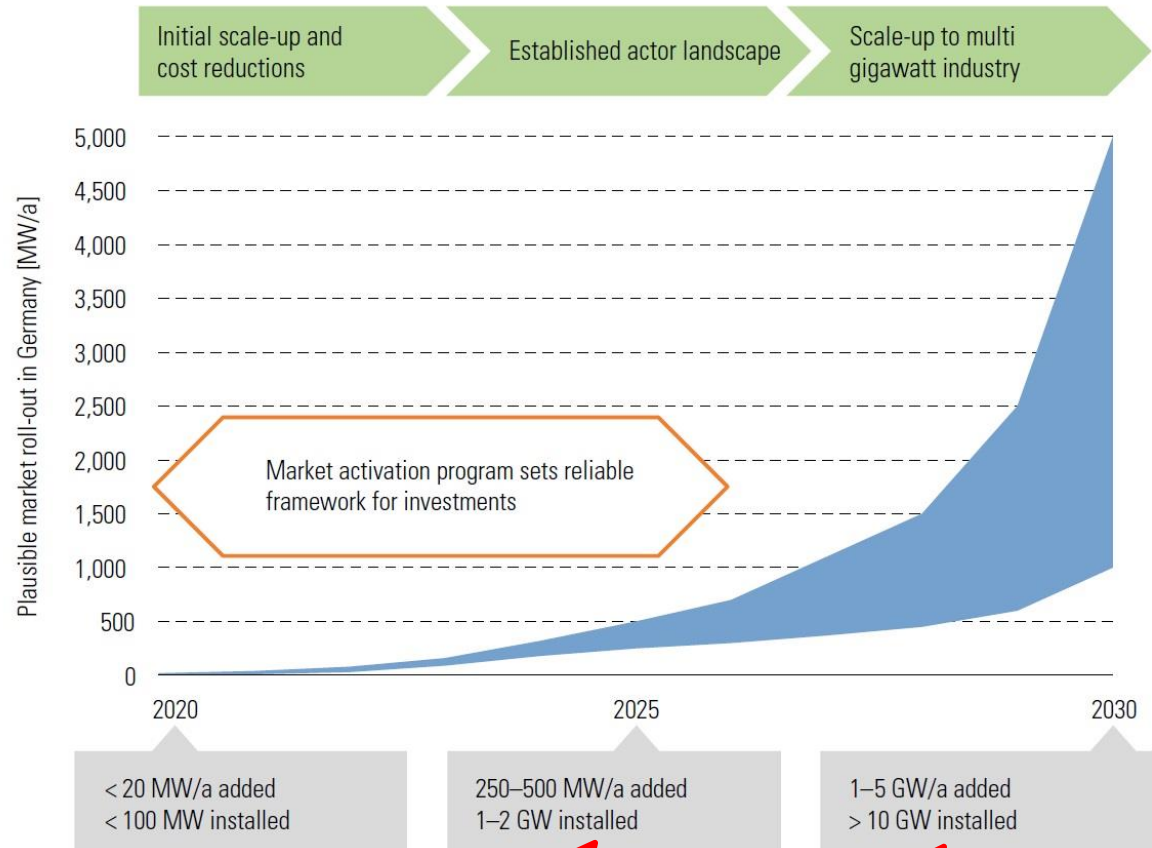 Initial scale-up and
cost reductions
Established actor landscape
Scale-up to multi
gigawatt industry
Plausible market roll-out in Germany [MW/a]
5,000
4,500
4,000
3,500
3,000
2,500
2,000
1,500
1,000
500
0
Market activation program sets reliable
framework for investments
2020
2025
2030
< 20 MW/a added
< 100 MW installed
250–500 MW/a added
1–2 GW installed
1–5 GW/a added
> 10 GW installed